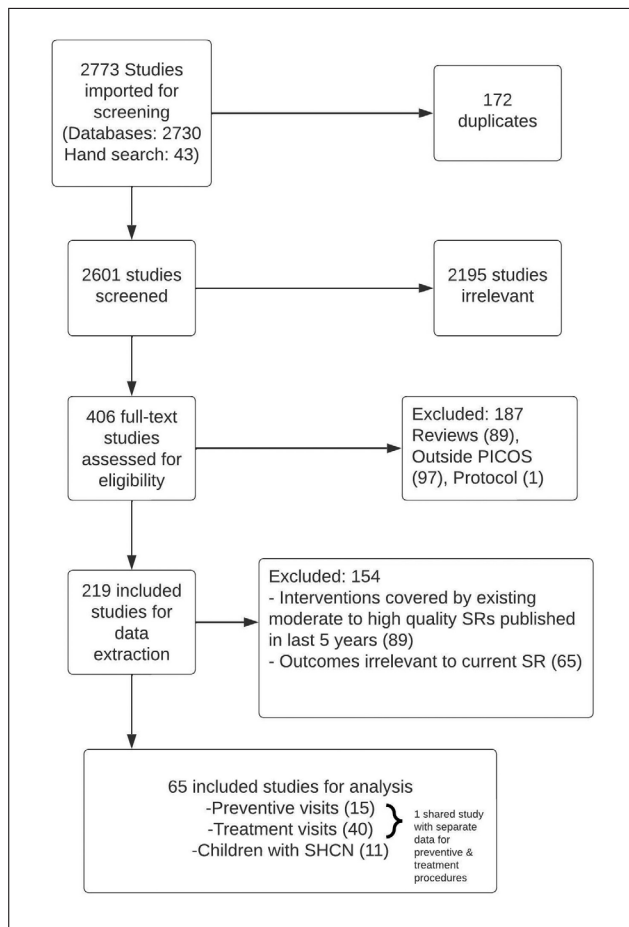 2773 Studies
imported for
screening
(Databases: 2730
Hand search: 43)
172
duplicates
2601 studies
screened
2195 studies
irrelevant
406 full-text
studies
assessed for
eligibility
Excluded: 187
Reviews (89),
Outside PICOS
(97), Protocol (1)
219 included
studies for
data
extraction
Excluded: 154
- Interventions covered by existing
moderate to high quality SRs published
in last 5 years (89)
- Outcomes irrelevant to current SR (65)
65 included studies for analysis
-Preventive visits (15)
-Treatment visits (40)
-Children with SHCN (11)
1 shared study
with separate
data for
preventive &
treatment
procedures